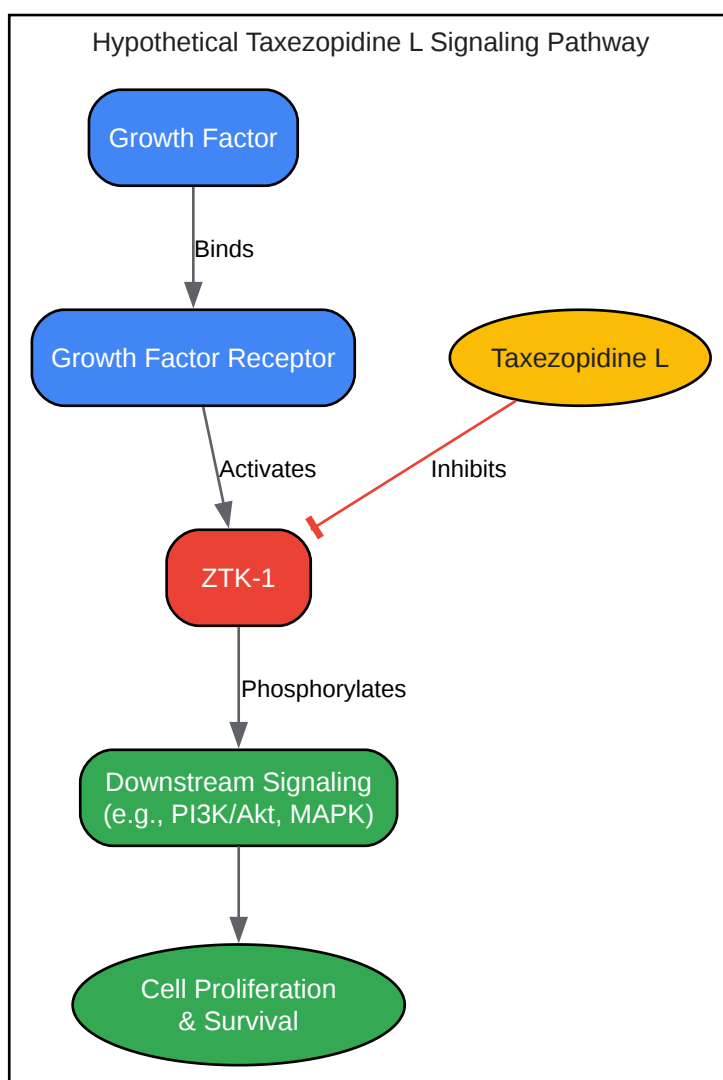 Hypothetical Taxezopidine L Signaling Pathway
Growth Factor
Binds
Growth Factor Receptor
Taxezopidine L
Activates
Inhibits
ZTK-1
Phosphorylates
Downstream Signaling
(e.g., PI3K/Akt, MAPK)
Cell Proliferation
& Survival